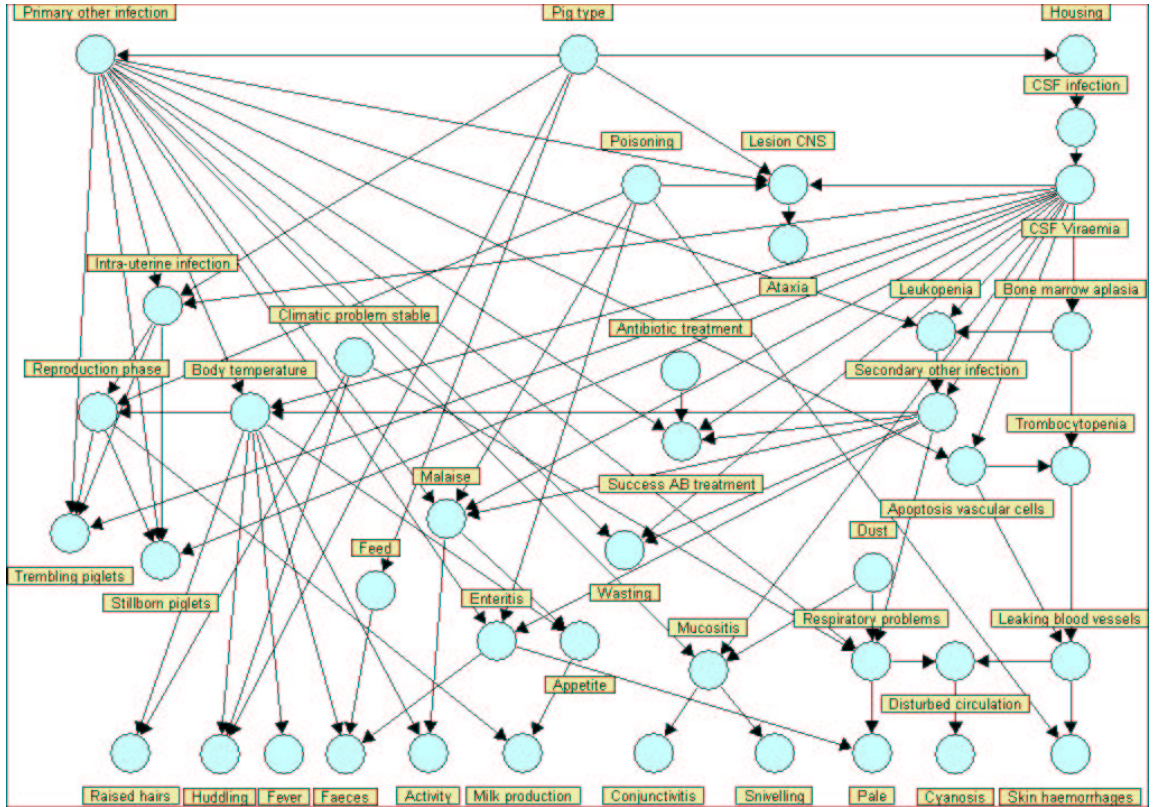 Primary other infection
Pig type
Housing
CSF infection
Poisoning
Lesion CNS
CSF Viraemia
Intra-uterine infection
Ataxia
Leukopenia
Bone marrow aplasia
Climatic problem stable
Antibiotic treatment
Reproduction phase
Body temperature
Secondary other infection
Trombocytopenia
Malaise
Success AB treatment
Apoptosis vascular cells
Feed
Dust
Trembling piglets
Stillborn piglets
Enteritis
Wasting
Respiratory problems
Leaking blood vessels
Mucositis
Appetite
Disturbed circulation
Raised hairs
Huddling
Fever
Faeces
Activity
Milk production
Conjunctivitis
Snivelling
Pale
Cyanosis
Skin haemorrhages